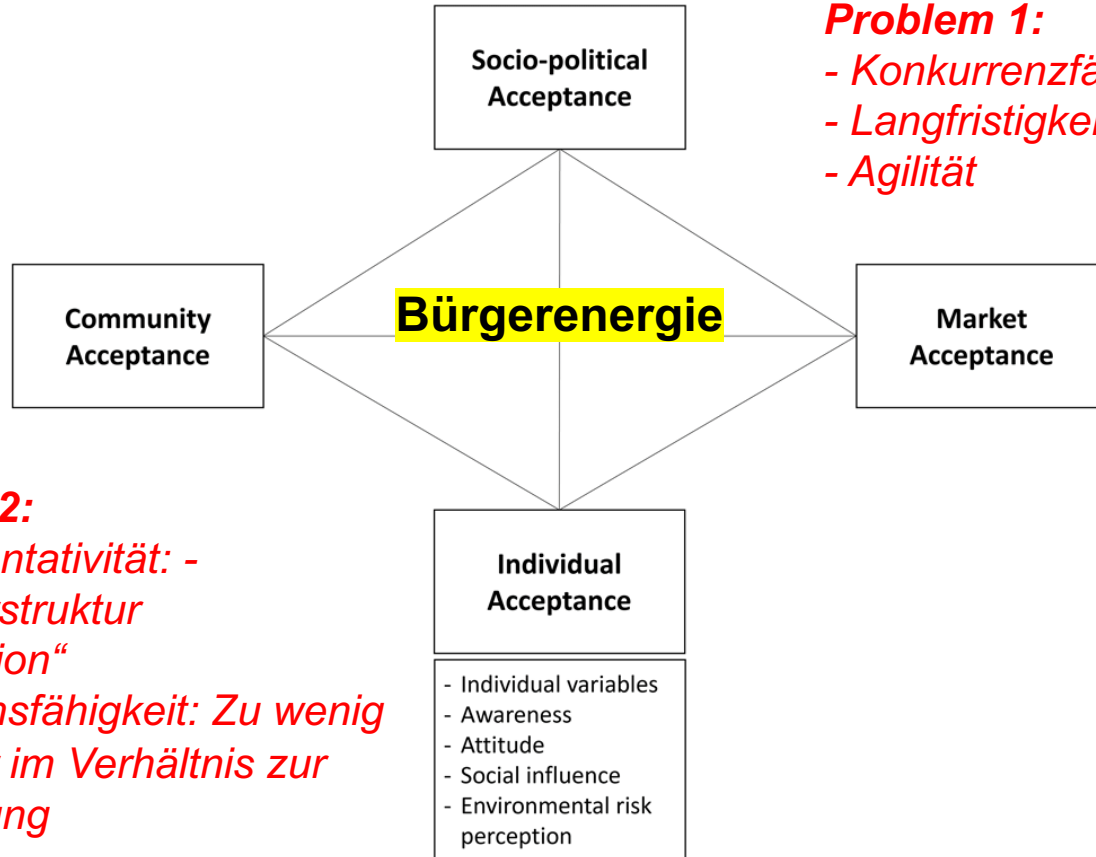 Socio-political
Acceptance
Problem 1:
- Langfristigkei
- Agilität
Community
Acceptance
Bürgerenergie
Market
Acceptance
2:
Individual
Acceptance
- Individual variables
- Awareness
- Attitude
- Social influence
- Environmental risk
perception
ntativität: -
struktur
ion“
nsfähigkeit: Zu wenig
im Verhältnis zur
ung